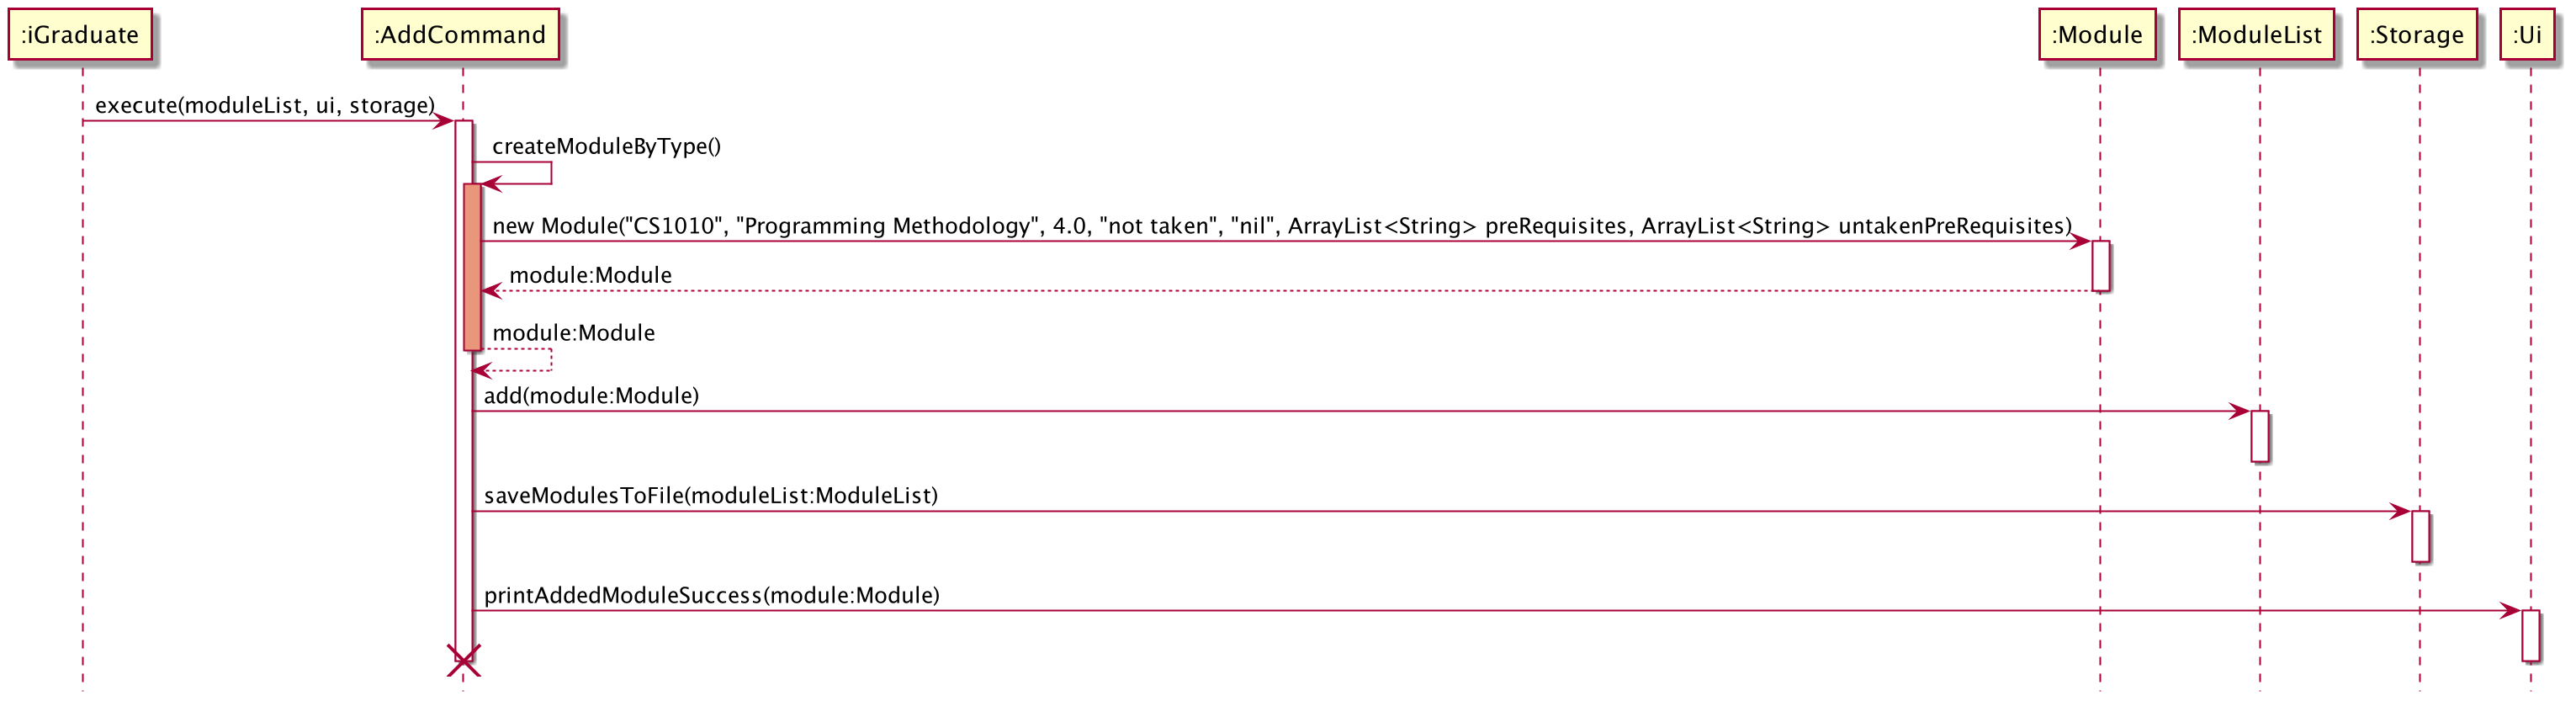 :iGraduate
:AddCommand
:Module
:ModuleList
:Storage
:Ui
execute(moduleList, ui, storage)
createModuleByType()
new Module("CS1010", "Programming Methodology", 4.0, "not taken", "nil", ArrayList<String> preRequisites, ArrayList<String> untakenPreRequisites)
module:Module
module:Module
add(module:Module)
saveModulesToFile(moduleList:ModuleList)
printAddedModuleSuccess(module:Module)